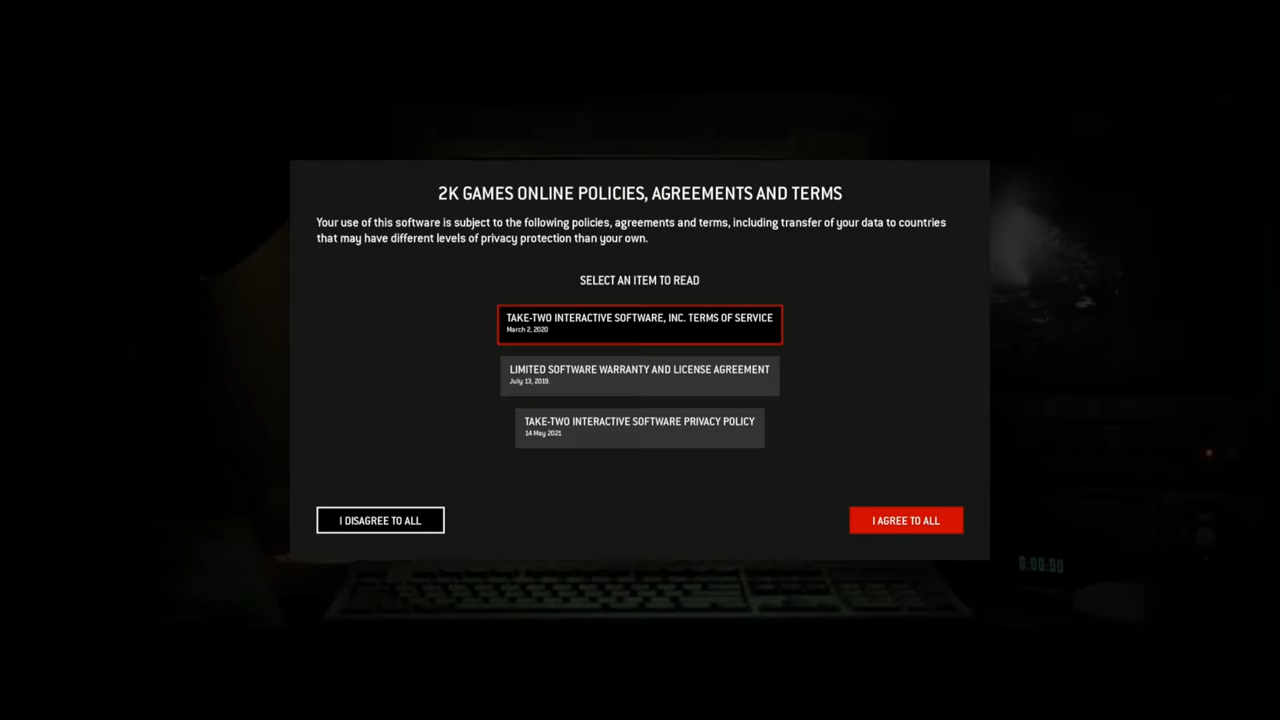 2K GAMES ONLINE POLICIES, AGREEMENTS AND TERMS
Your use of this software is subject to the following policies, agreements and terms, including transfer of your data to countries
that may have different levels of privacy protection than your own.
SELECT AN ITEM TO READ
TAKE-TWO INTERACTIVE SOFTWARE, INC. TERMS OF SERVICE
March 2, 2020
LIMITED SOFTWARE WARRANTY AND LICENSE AGREEMENT
July 13, 2019.
TAKE-TWO INTERACTIVE SOFTWARE PRIVACY POLICY
14 May 2021
I DISAGREE TO ALL
I AGREE TO ALL